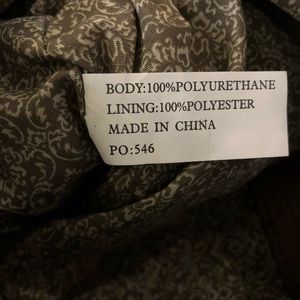 BODY:100%POLYURETHANE
LINING:100%POLYESTER
MADE IN CHINA
PO:546